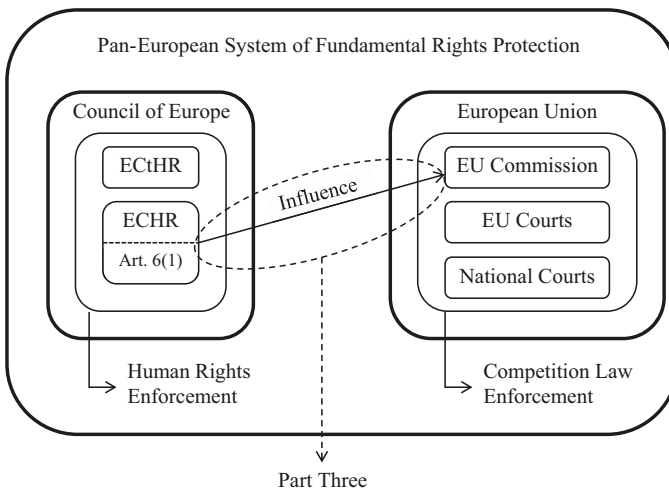 Pan-European System of Fundamental Rights Protection
Council of Europe
ECtHR
ECHR
Art. 6(1)
Influence
European Union
EU Commission
EU Courts
National Courts
Human Rights
Enforcement
Competition Law
Enforcement
Part Three